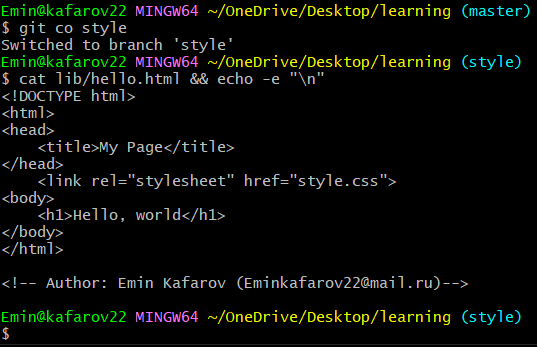 Emin@kafarov22 MINGW64 ~/OneDrive/Desktop/learning (master)
$ git co style
Switched to branch 'style'
Emin@kafarov22 MINGW64 ~/OneDrive/Desktop/learning (style)
$ cat lib/hello.html && echo -e "\n"
<!DOCTYPE html>
<html>
<head>
    <title>My Page</title>
</head>
    <link rel="stylesheet" href="style.css">
<body>
    <h1>Hello, world</h1>
</body>
</html>

<!-- Author: Emin Kafarov (Eminkafarov22@mail.ru)-->

Emin@kafarov22 MINGW64 ~/OneDrive/Desktop/learning (style)
$